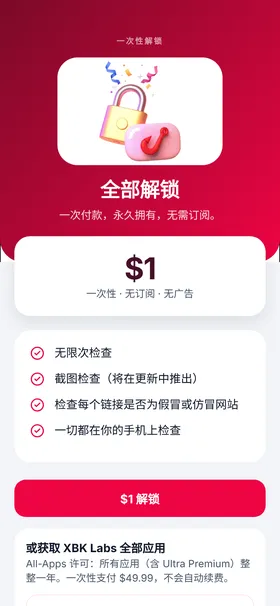 一次性解锁
全部解锁
一次付款，永久拥有，无需订阅。
$1
一次性 · 无订阅 · 无广告
无限次检查
截图检查（将在更新中推出）
检查每个链接是否为假冒或仿冒网站
一切都在你的手机上检查
$1 解锁
或获取 XBK Labs 全部应用
All-Apps 许可：所有应用（含 Ultra Premium）整
整一年。一次性支付 $49.99，不会自动续费。